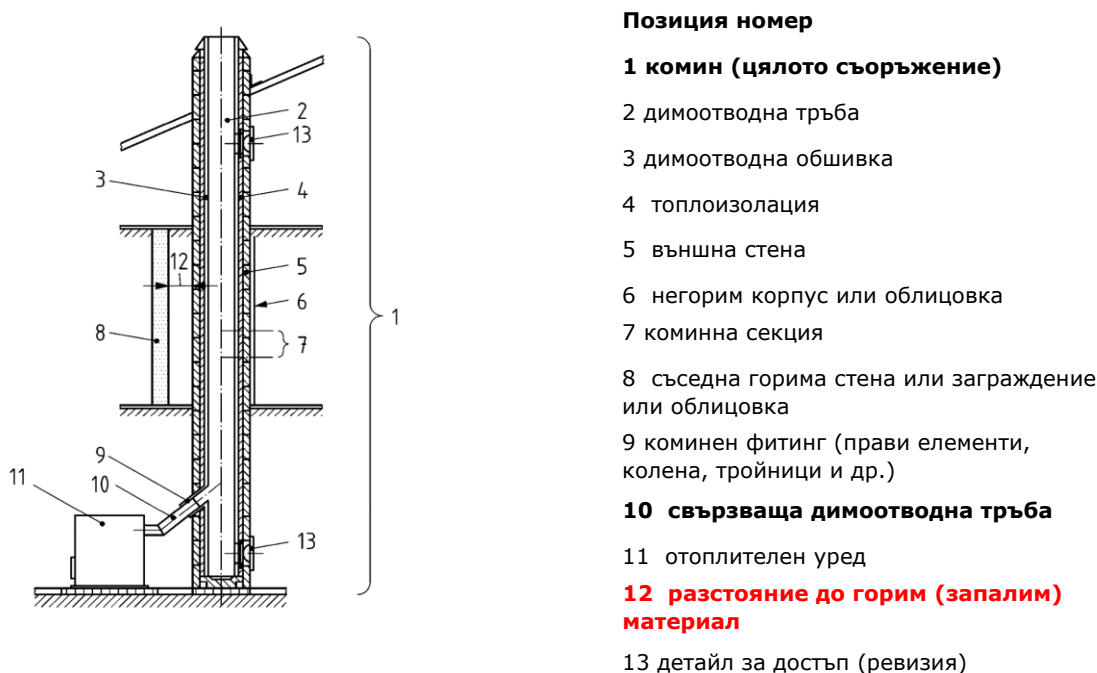 2
13
3
4
12
5
6
8
7
1
9
10
11
13
Позиция номер
1 комин (цялото съоръжение)
2 димоотводна тръба
3 димоотводна обшивка
4 топлоизолация
5 външна стена
6 негорим корпус или облицовка
7 коминна секция
8 съседна горима стена или заграждение
или облицовка
9 коминен фитинг (прави елементи,
колена, тройници и др.)
10 свързваща димоотводна тръба
11 отоплителен уред
12 разстояние до горим (запалим)
материал
13 детайл за достъп (ревизия)